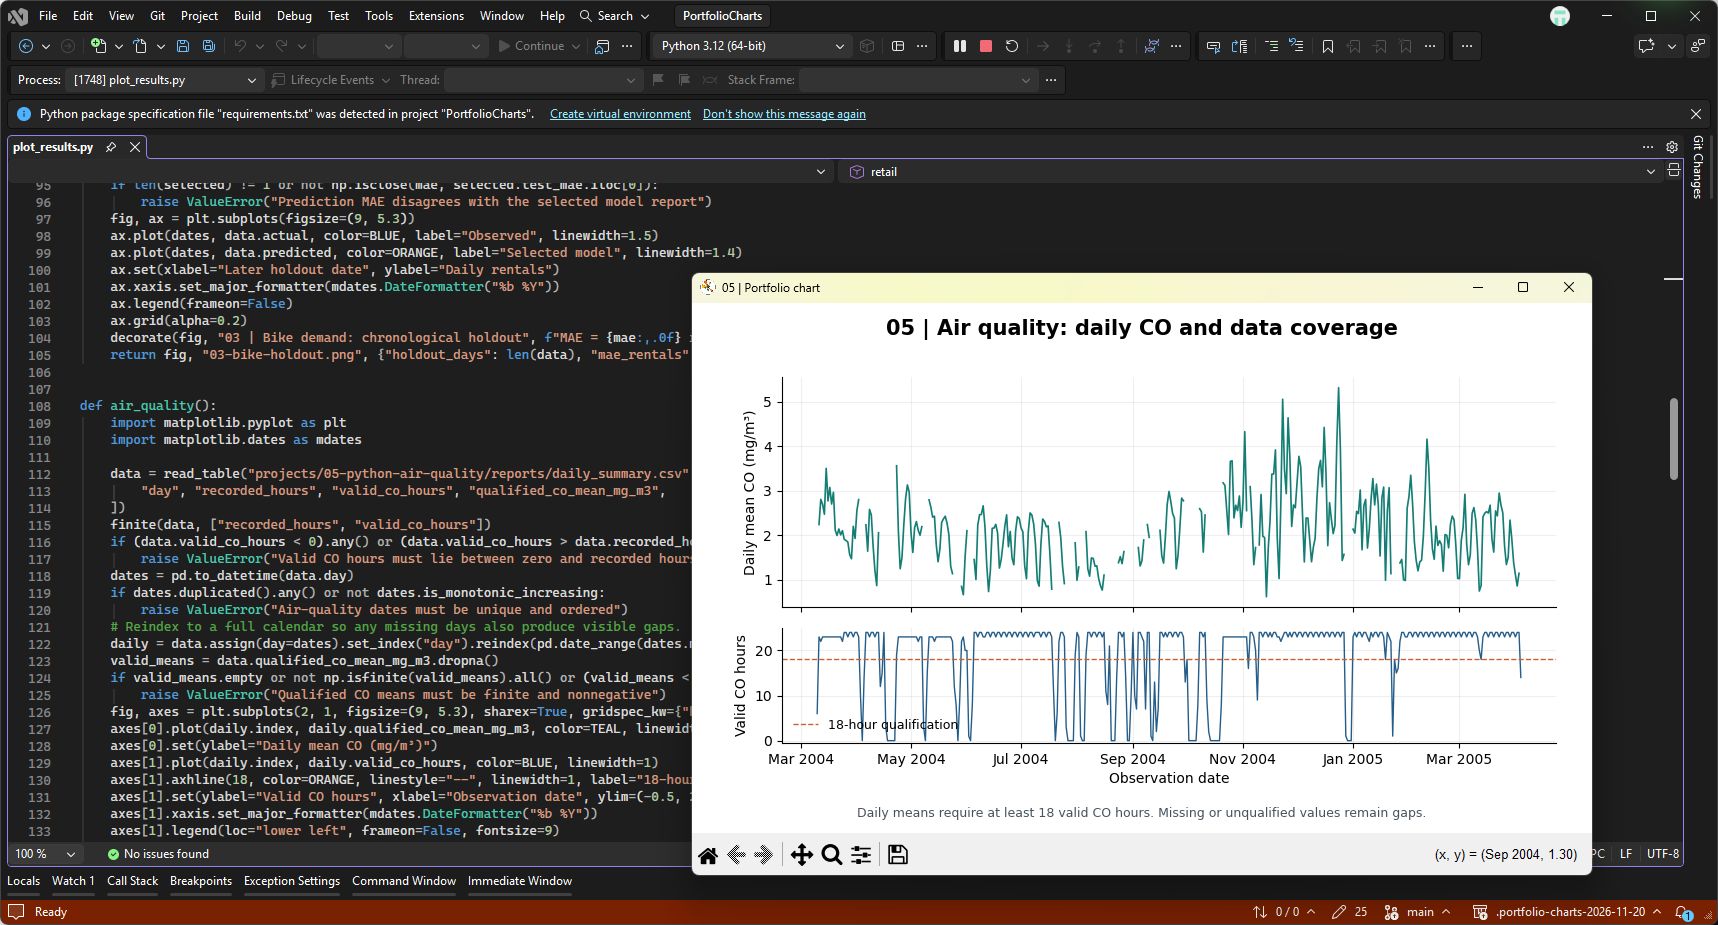 File Edit View Git Project Build Debug Test Tools Extensions Window Help Search PortfolioCharts
Continue Python 3.12 (64-bit)
Process: [1748] plot_results.py Lifecycle Events Thread: Stack Frame:
Python package specification file "requirements.txt" was detected in project "PortfolioCharts". Create virtual environment Don't show this message again
plot_results.py
Git Changes
retail
95 if len(selected) != 1 or not np.isclose(mae, selected.test_mae.iloc[0]):
96 raise ValueError("Prediction MAE disagrees with the selected model report")
97 fig, ax = plt.subplots(figsize=(9, 5.3))
98 ax.plot(dates, data.actual, color=BLUE, label="Observed", linewidth=1.5)
99 ax.plot(dates, data.predicted, color=ORANGE, label="Selected model", linewidth=1.4)
100 ax.set(xlabel="Later holdout date", ylabel="Daily rentals")
101 ax.xaxis.set_major_formatter(mdates.DateFormatter("%b %Y"))
102 ax.legend(frameon=False)
103 ax.grid(alpha=0.2)
104 decorate(fig, "03 | Bike demand: chronological holdout", f"MAE = {mae:,.0f}
105 return fig, "03-bike-holdout.png", {"holdout_days": len(data), "mae_rentals"
106
107
108 def air_quality():
109 import matplotlib.pyplot as plt
110 import matplotlib.dates as mdates
111
112 data = read_table("projects/05-python-air-quality/reports/daily_summary.csv"
113 "day", "recorded_hours", "valid_co_hours", "qualified_co_mean_mg_m3",
114 ])
115 finite(data, ["recorded_hours", "valid_co_hours"])
116 if (data.valid_co_hours < 0).any() or (data.valid_co_hours > data.recorded_ho
117 raise ValueError("Valid CO hours must lie between zero and recorded hours
118 dates = pd.to_datetime(data.day)
119 if dates.duplicated().any() or not dates.is_monotonic_increasing:
120 raise ValueError("Air-quality dates must be unique and ordered")
121 # Reindex to a full calendar so any missing days also produce visible gaps.
122 daily = data.assign(day=dates).set_index("day").reindex(pd.date_range(dates.
123 valid_means = data.qualified_co_mean_mg_m3.dropna()
124 if valid_means.empty or not np.isfinite(valid_means).all() or (valid_means <
125 raise ValueError("Qualified CO means must be finite and nonnegative")
126 fig, axes = plt.subplots(2, 1, figsize=(9, 5.3), sharex=True, gridspec_kw={"
127 axes[0].plot(daily.index, daily.qualified_co_mean_mg_m3, color=TEAL, linewid
128 axes[0].set(ylabel="Daily mean CO (mg/m³)")
129 axes[1].plot(daily.index, daily.valid_co_hours, color=BLUE, linewidth=1)
130 axes[1].axhline(18, color=ORANGE, linestyle="--", linewidth=1, label="18-hou
131 axes[1].set(ylabel="Valid CO hours", xlabel="Observation date", ylim=(-0.5,
132 axes[1].xaxis.set_major_formatter(mdates.DateFormatter("%b %Y"))
133 axes[1].legend(loc="lower left", frameon=False, fontsize=9)
05 | Portfolio chart
05 | Air quality: daily CO and data coverage
Daily mean CO (mg/m³)
5
4
3
2
1
Valid CO hours
20
10
0
18-hour qualification
Mar 2004 May 2004 Jul 2004 Sep 2004 Nov 2004 Jan 2005 Mar 2005
Observation date
Daily means require at least 18 valid CO hours. Missing or unqualified values remain gaps.
(x, y) = (Sep 2004, 1.30)
100 % No issues found PC LF UTF-8
Locals Watch 1 Call Stack Breakpoints Exception Settings Command Window Immediate Window
Ready 0 / 0 25 main .portfolio-charts-2026-11-20 1